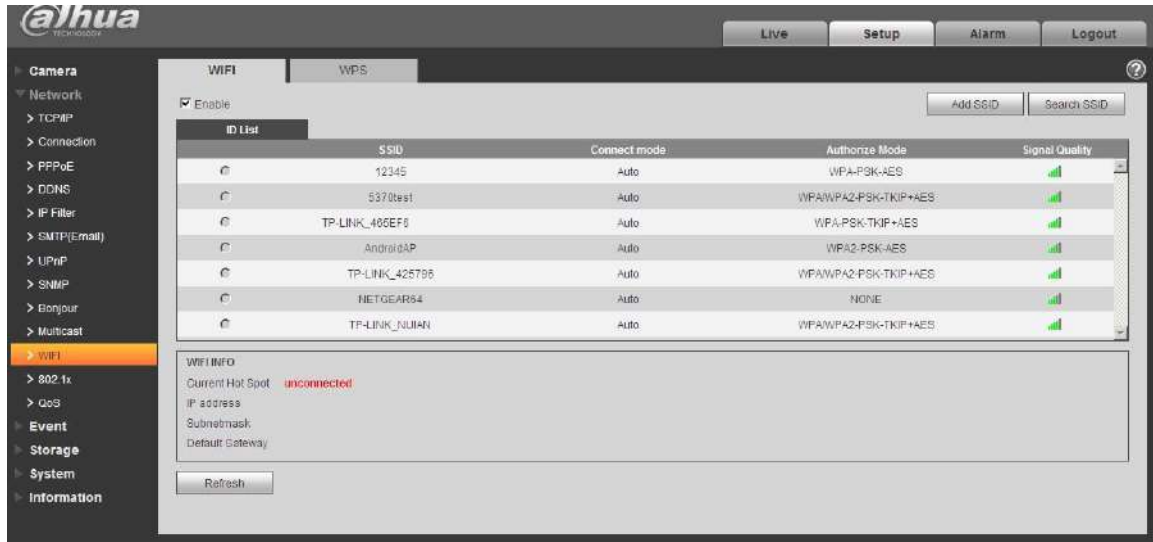 alhua
TECHNOLOGY
Live Setup Alarm Logout
Camera
Network
> TCP/IP
> Connection
> PPPoE
> DDNS
> IP Filter
> SMTP(Email)
> UPnP
> SNMP
> Bonjour
> Multicast
> WIFI
> 802.1x
> QoS
Event
Storage
System
Information
WIFI WPS
Enable Add SSID Search SSID
ID List
SSID Connect mode Authorize Mode Signal Quality
12345 Auto WPA-PSK-AES
5370test Auto WPA/WPA2-PSK-TKIP+AES
TP-LINK_465EF6 Auto WPA-PSK-TKIP+AES
AndroidAP Auto WPA2-PSK-AES
TP-LINK_425796 Auto WPA/WPA2-PSK-TKIP+AES
NETGEAR64 Auto NONE
TP-LINK_NUIAN Auto WPA/WPA2-PSK-TKIP+AES
WIFI INFO
Current Hot Spot unconnected
IP address
Subnetmask
Default Gateway
Refresh